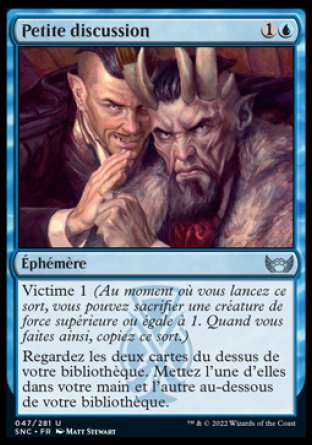 Petite discussion 1
Éphémère
Victime 1 (Au moment où vous lancez ce
sort, vous pouvez sacrifier une créature de
force supérieure ou égale à 1. Quand vous
faites ainsi, copiez ce sort.)
Regardez les deux cartes du dessus de
votre bibliothèque. Mettez l'une d'elles
dans votre main et l'autre au-dessous
de votre bibliothèque.
047/281 U
SNC • FR Matt Stewart
™ & © 2022 Wizards of the Coast